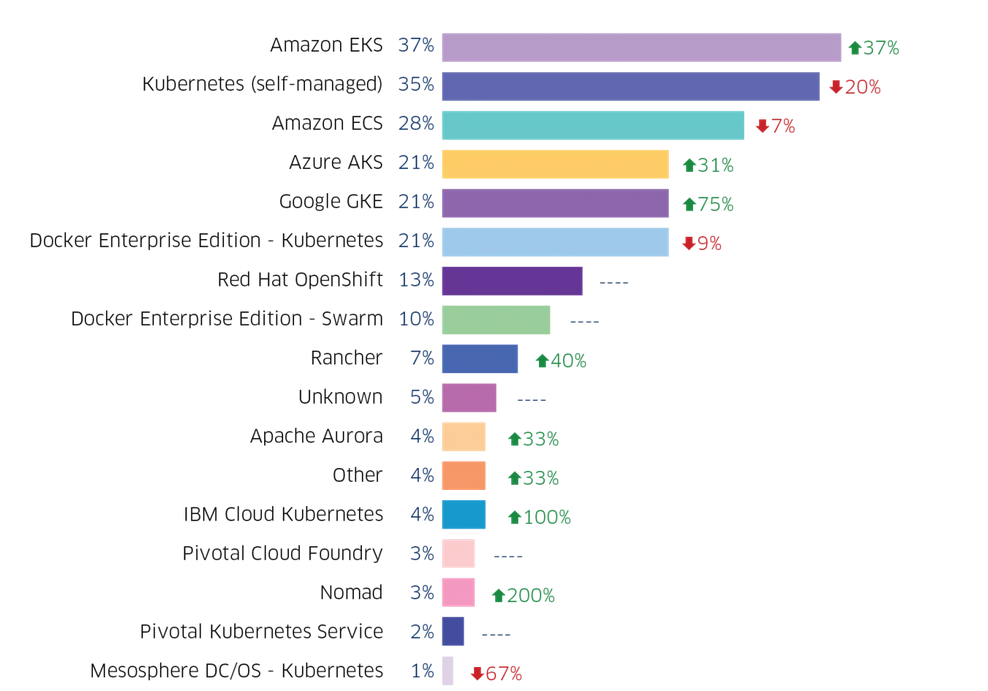 Amazon EKS 37% ⬆37%
Kubernetes (self-managed) 35% ⬇20%
Amazon ECS 28% ⬇7%
Azure AKS 21% ⬆31%
Google GKE 21% ⬆75%
Docker Enterprise Edition - Kubernetes 21% ⬇9%
Red Hat OpenShift 13% ----
Docker Enterprise Edition - Swarm 10% ----
Rancher 7% ⬆40%
Unknown 5% ----
Apache Aurora 4% ⬆33%
Other 4% ⬆33%
IBM Cloud Kubernetes 4% ⬆100%
Pivotal Cloud Foundry 3% ----
Nomad 3% ⬆200%
Pivotal Kubernetes Service 2% ----
Mesosphere DC/OS - Kubernetes 1% ⬇67%